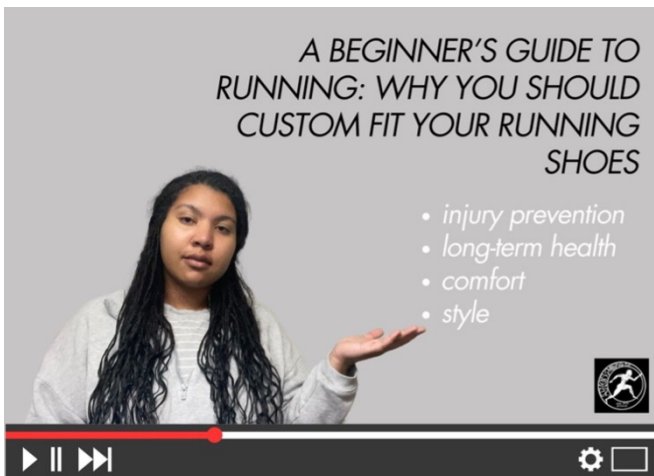 A BEGINNER'S GUIDE TO
RUNNING: WHY YOU SHOULD
CUSTOM FIT YOUR RUNNING
SHOES
• injury prevention
• long-term health
• comfort
• style